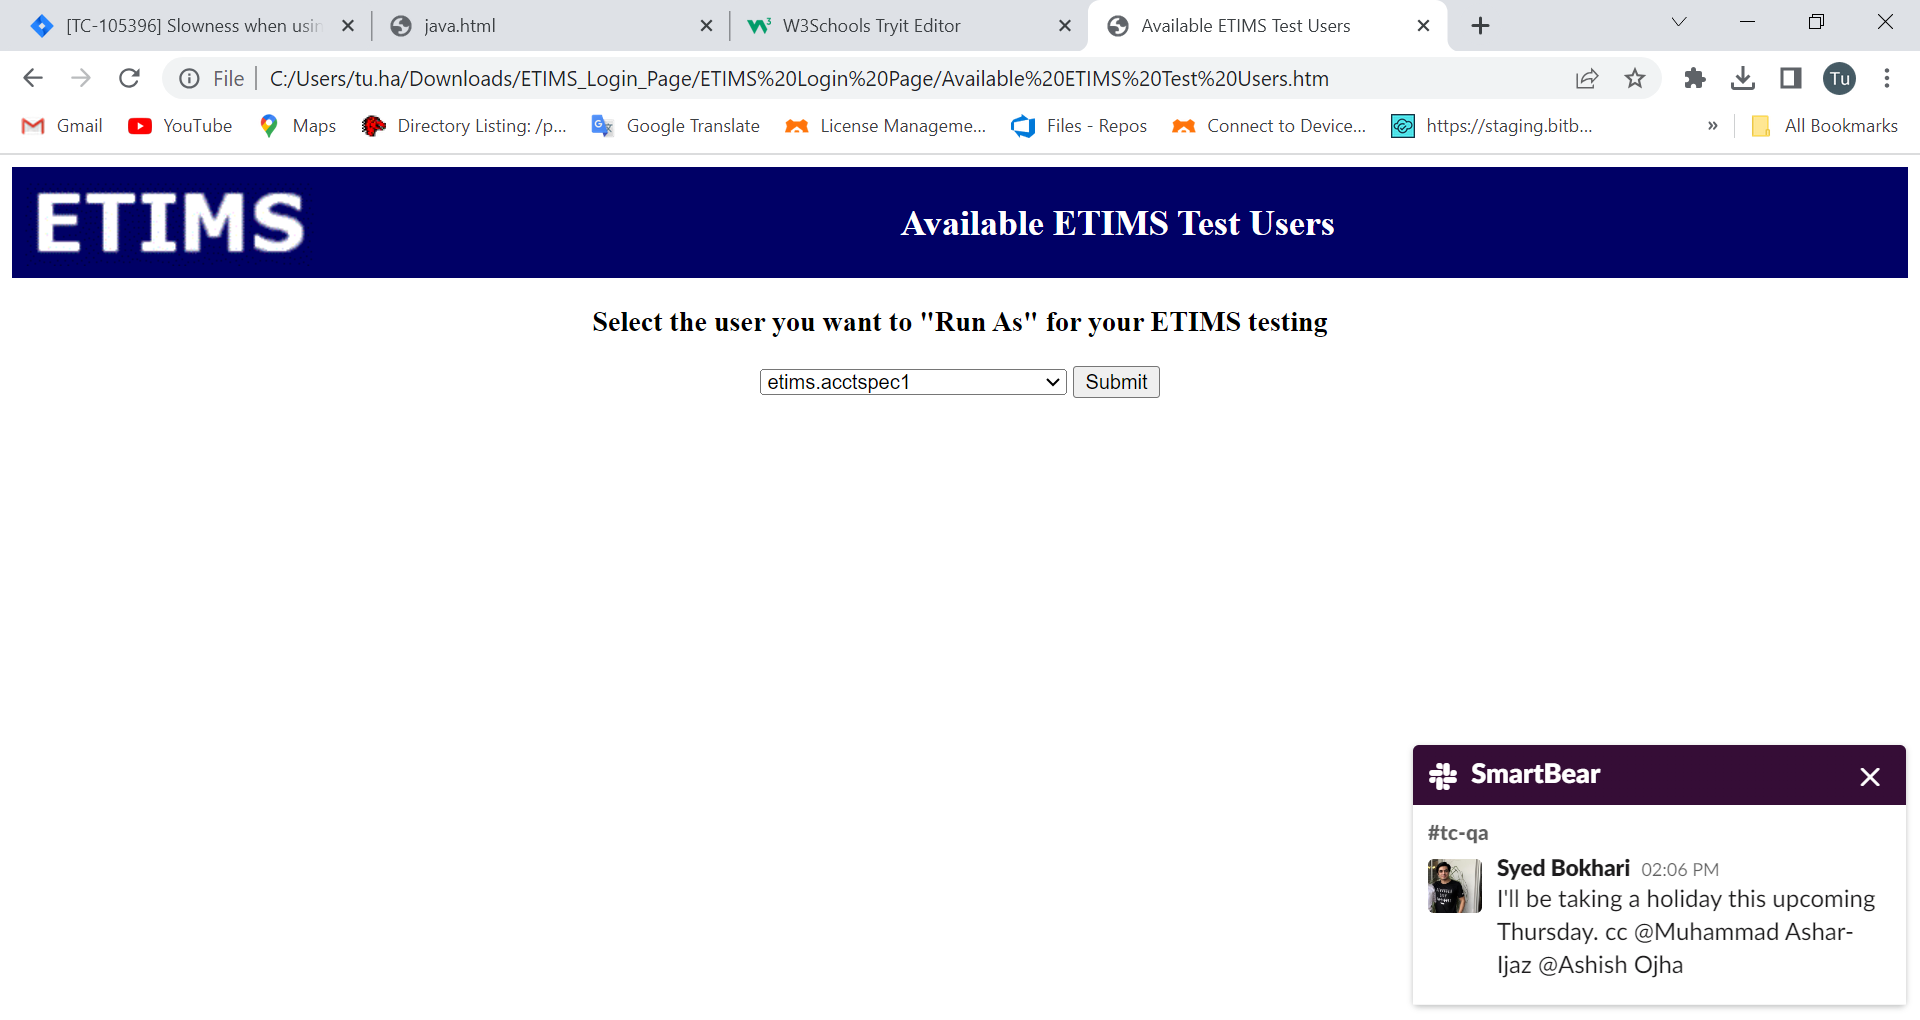 [TC-105396] Slowness when usin
java.html
W3Schools Tryit Editor
Available ETIMS Test Users
File
C:/Users/tu.ha/Downloads/ETIMS_Login_Page/ETIMS%20Login%20Page/Available%20ETIMS%20Test%20Users.htm
Tu
Gmail
YouTube
Maps
Directory Listing: /p...
Google Translate
License Manageme...
Files - Repos
Connect to Device...
https://staging.bitb...
»
All Bookmarks
ETIMS
Available ETIMS Test Users
Select the user you want to "Run As" for your ETIMS testing
etims.acctspec1
Submit
SmartBear
#tc-qa
Syed Bokhari 02:06 PM
I'll be taking a holiday this upcoming
Thursday. cc @Muhammad Ashar-
Ijaz @Ashish Ojha